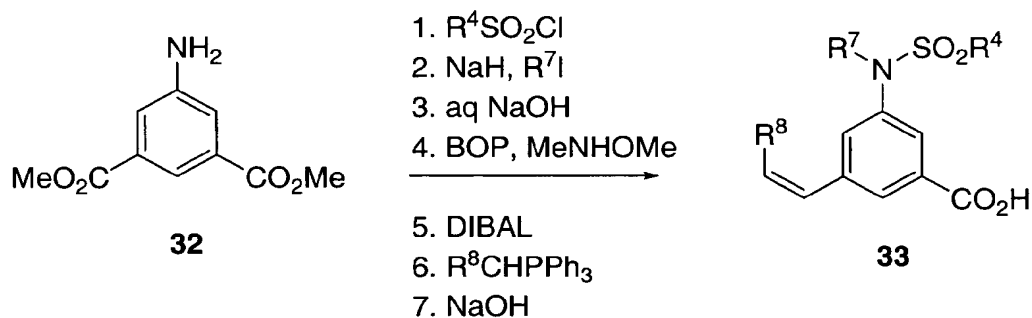 NH₂
MeO₂C
CO₂Me
32
1. R⁴SO₂Cl
2. NaH, R⁷I
3. aq NaOH
4. BOP, MeNHOMe
5. DIBAL
6. R⁸CHPPh₃
7. NaOH
R⁷
N
SO₂R⁴
R⁸
CO₂H
33